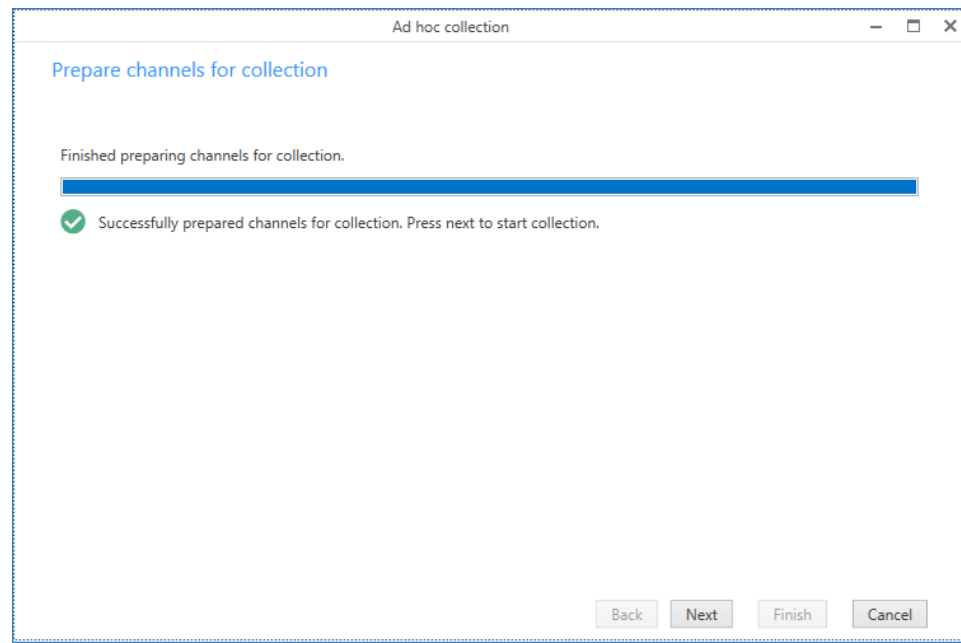 Ad hoc collection
Prepare channels for collection
Finished preparing channels for collection.
Successfully prepared channels for collection. Press next to start collection.
Back Next Finish Cancel